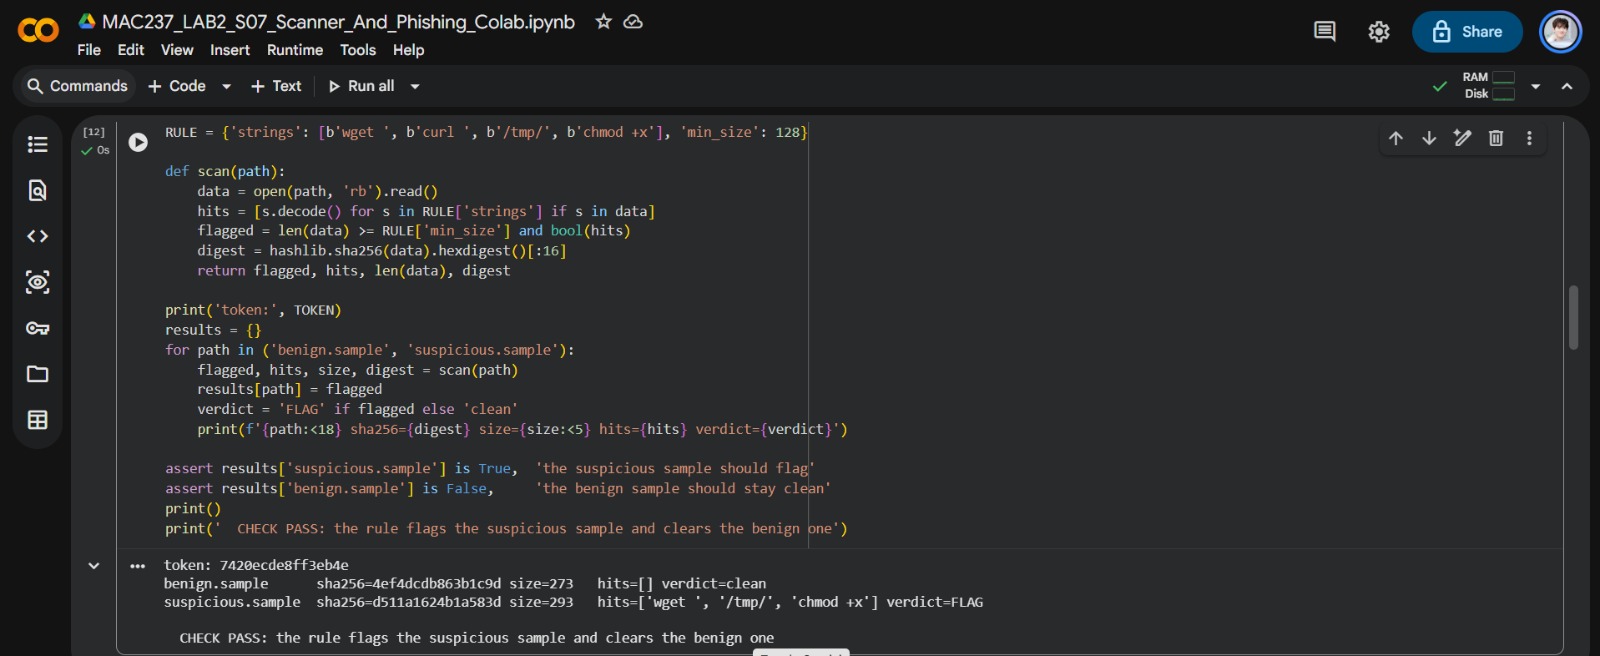 MAC237_LAB2_S07_Scanner_And_Phishing_Colab.ipynb
File Edit View Insert Runtime Tools Help
Share
Commands + Code + Text Run all
RAM
Disk
[12]
0s
RULE = {'strings': [b'wget ', b'curl ', b'/tmp/', b'chmod +x'], 'min_size': 128}
def scan(path):
    data = open(path, 'rb').read()
    hits = [s.decode() for s in RULE['strings'] if s in data]
    flagged = len(data) >= RULE['min_size'] and bool(hits)
    digest = hashlib.sha256(data).hexdigest()[:16]
    return flagged, hits, len(data), digest
print('token:', TOKEN)
results = {}
for path in ('benign.sample', 'suspicious.sample'):
    flagged, hits, size, digest = scan(path)
    results[path] = flagged
    verdict = 'FLAG' if flagged else 'clean'
    print(f'{path:<18} sha256={digest} size={size:<5} hits={hits} verdict={verdict}')
assert results['suspicious.sample'] is True,  'the suspicious sample should flag'
assert results['benign.sample'] is False,     'the benign sample should stay clean'
print()
print('  CHECK PASS: the rule flags the suspicious sample and clears the benign one')
token: 7420ecde8ff3eb4e
benign.sample      sha256=4ef4dcdb863b1c9d size=273   hits=[] verdict=clean
suspicious.sample  sha256=d511a1624b1a583d size=293   hits=['wget ', '/tmp/', 'chmod +x'] verdict=FLAG
  CHECK PASS: the rule flags the suspicious sample and clears the benign one